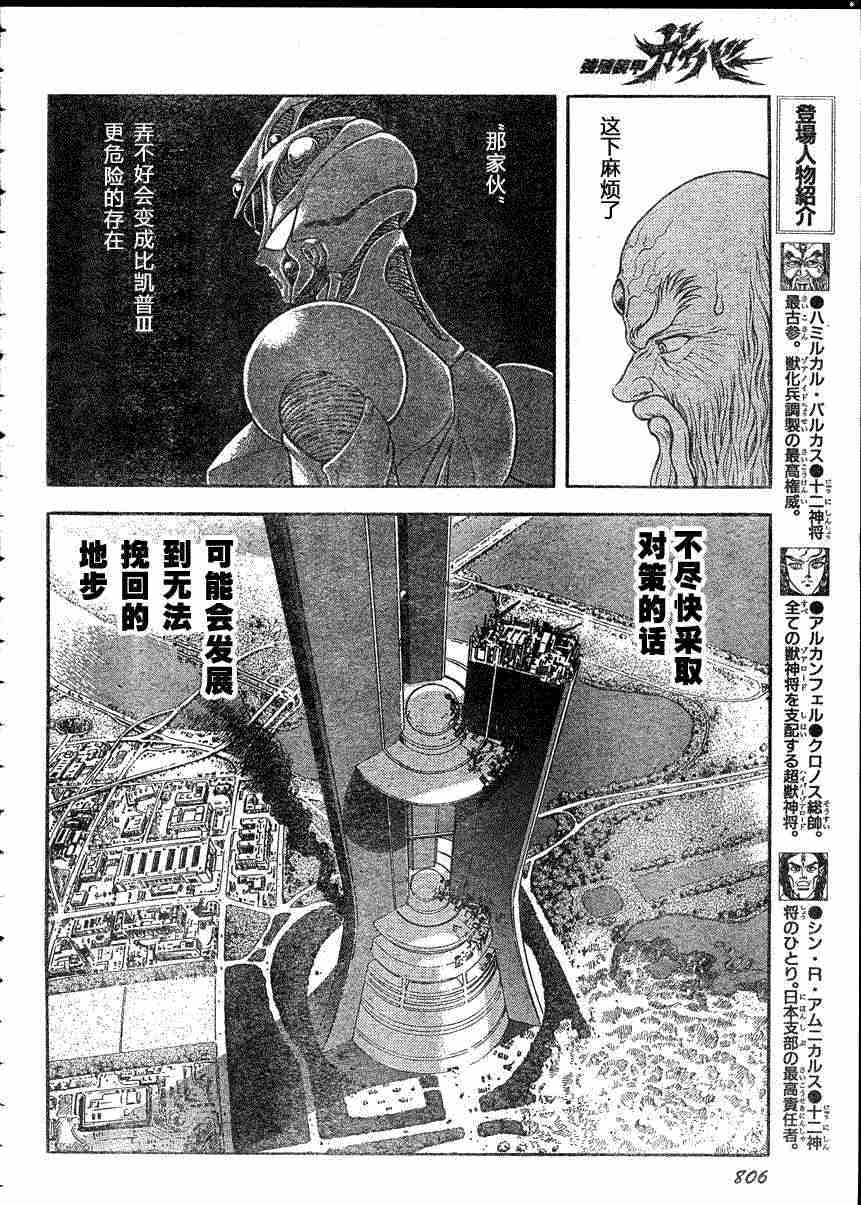 強殖装甲ガイバー
登場人物紹介
●ハミルカル・バルカス●十二神将
最古参。獣化兵調製の最高権威。
●アルカンフェル●クロノス総帥。
全ての獣神将を支配する超獣神将。
●シン・R・アムニカルス●十二神
将のひとり。日本支部の最高責任者。
这下麻烦了
“那家伙”
弄不好会变成比凯普Ⅲ
更危险的存在
不尽快采取
对策的话
可能会发展
到无法
挽回的
地步
806